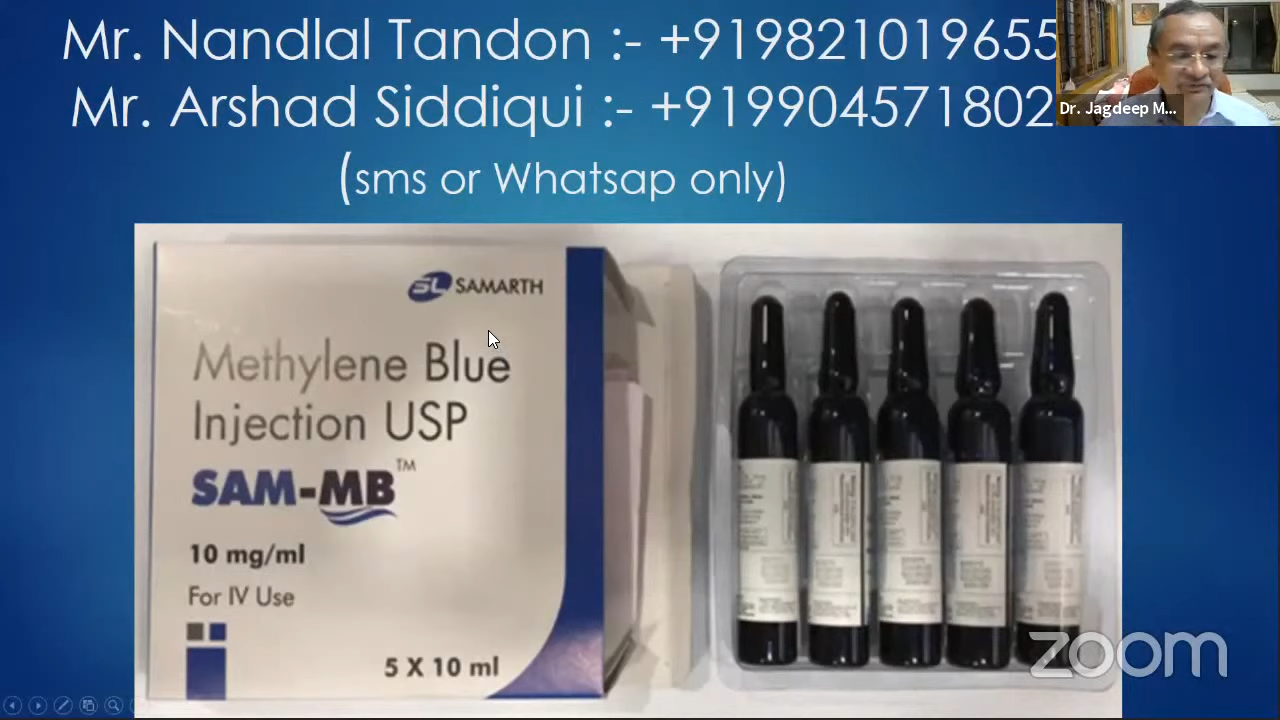 Mr. Nandlal Tandon :- +919821019655
Mr. Arshad Siddiqui :- +919904571802
(sms or Whatsap only)
Dr. Jagdeep M...
SL SAMARTH
Methylene Blue
Injection USP
SAM-MB™
10 mg/ml
For IV Use
5 X 10 ml
zoom